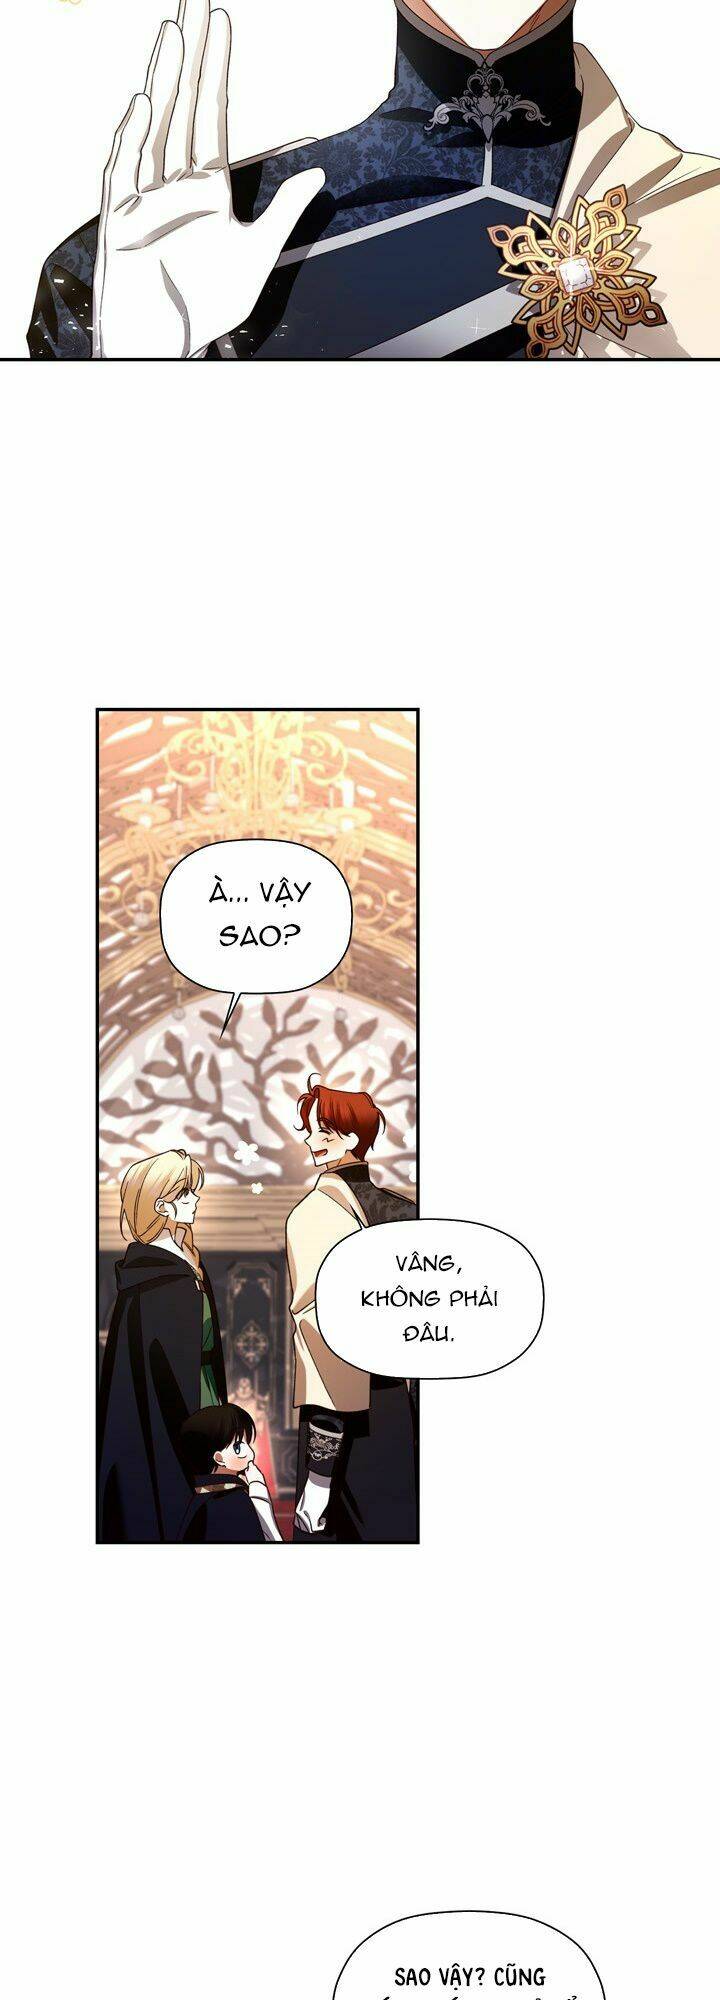 À... VẬY
SAO?
VÂNG,
KHÔNG PHẢI
ĐÂU.
SAO VẬY? CŨNG